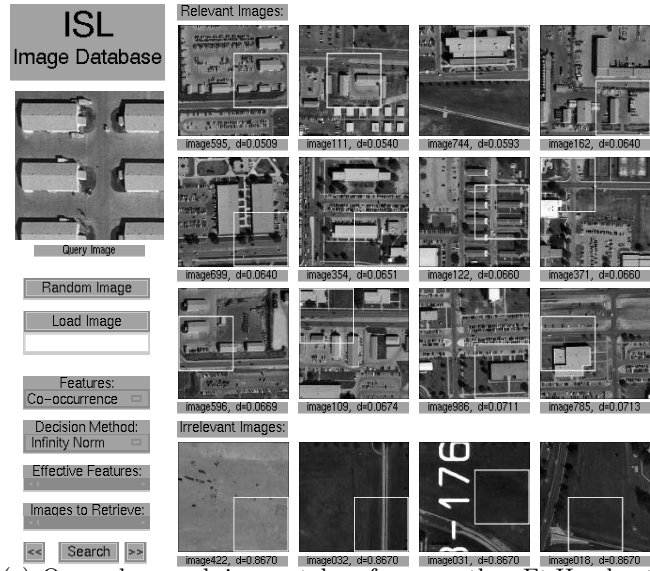 ISL
Image Database
Query Image
Random Image
Load Image
Features:
Co-occurrence
Decision Method:
Infinity Norm
Effective Features:
Images to Retrieve:
<< Search >>
Relevant Images:
image595, d=0.0509
image111, d=0.0540
image744, d=0.0593
image162, d=0.0640
image699, d=0.0640
image354, d=0.0651
image122, d=0.0660
image371, d=0.0660
image596, d=0.0669
image109, d=0.0674
image986, d=0.0711
image785, d=0.0713
Irrelevant Images:
3-176
image422, d=0.8670
image032, d=0.8670
image031, d=0.8670
image018, d=0.8670